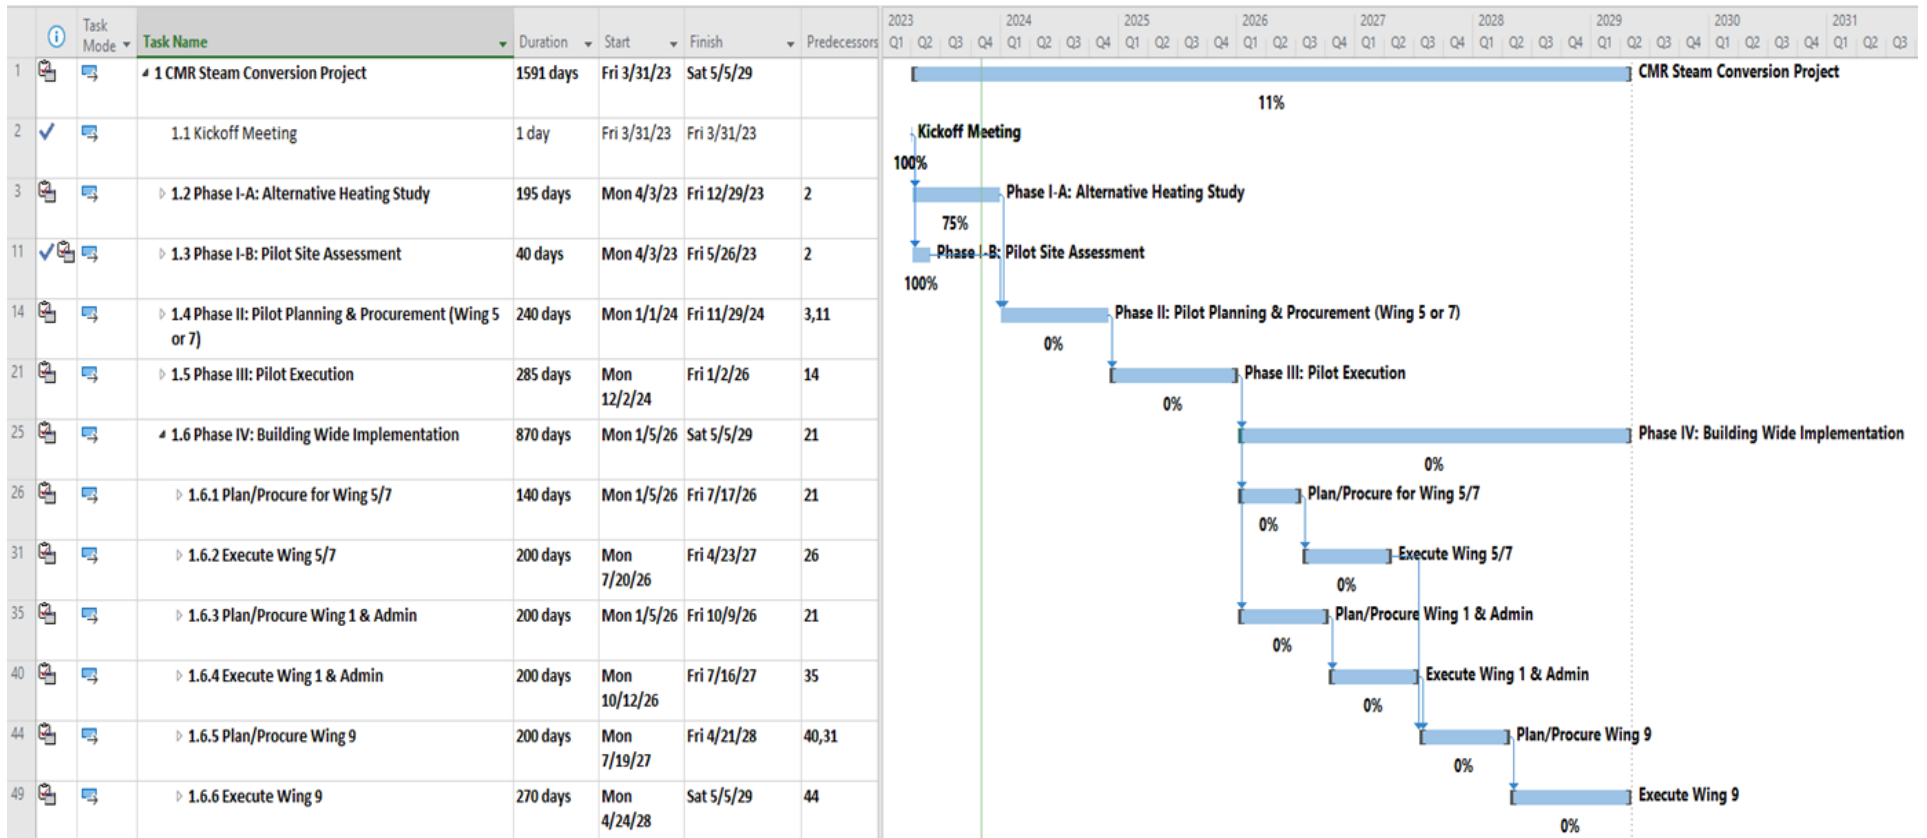 2023 2024 2025 2026 2027 2028 2029 2030 2031
Task
Mode Task Name Duration Start Finish Predecessors Q1 Q2 Q3 Q4 Q1 Q2 Q3 Q4 Q1 Q2 Q3 Q4 Q1 Q2 Q3 Q4 Q1 Q2 Q3 Q4 Q1 Q2 Q3 Q4 Q1 Q2 Q3 Q4 Q1 Q2 Q3 Q4 Q1 Q2 Q3
1 1 CMR Steam Conversion Project 1591 days Fri 3/31/23 Sat 5/5/29 CMR Steam Conversion Project
11%
2 1.1 Kickoff Meeting 1 day Fri 3/31/23 Fri 3/31/23 Kickoff Meeting
100%
3 1.2 Phase I-A: Alternative Heating Study 195 days Mon 4/3/23 Fri 12/29/23 2 Phase I-A: Alternative Heating Study
75%
11 1.3 Phase I-B: Pilot Site Assessment 40 days Mon 4/3/23 Fri 5/26/23 2 Phase I-B: Pilot Site Assessment
100%
14 1.4 Phase II: Pilot Planning & Procurement (Wing 5 240 days Mon 1/1/24 Fri 11/29/24 3,11 Phase II: Pilot Planning & Procurement (Wing 5 or 7)
or 7) 0%
21 1.5 Phase III: Pilot Execution 285 days Mon Fri 1/2/26 14 Phase III: Pilot Execution
12/2/24 0%
25 1.6 Phase IV: Building Wide Implementation 870 days Mon 1/5/26 Sat 5/5/29 21 Phase IV: Building Wide Implementation
0%
26 1.6.1 Plan/Procure for Wing 5/7 140 days Mon 1/5/26 Fri 7/17/26 21 Plan/Procure for Wing 5/7
0%
31 1.6.2 Execute Wing 5/7 200 days Mon Fri 4/23/27 26 Execute Wing 5/7
7/20/26 0%
35 1.6.3 Plan/Procure Wing 1 & Admin 200 days Mon 1/5/26 Fri 10/9/26 21 Plan/Procure Wing 1 & Admin
0%
40 1.6.4 Execute Wing 1 & Admin 200 days Mon Fri 7/16/27 35 Execute Wing 1 & Admin
10/12/26 0%
44 1.6.5 Plan/Procure Wing 9 200 days Mon Fri 4/21/28 40,31 Plan/Procure Wing 9
7/19/27 0%
49 1.6.6 Execute Wing 9 270 days Mon Sat 5/5/29 44 Execute Wing 9
4/24/28 0%